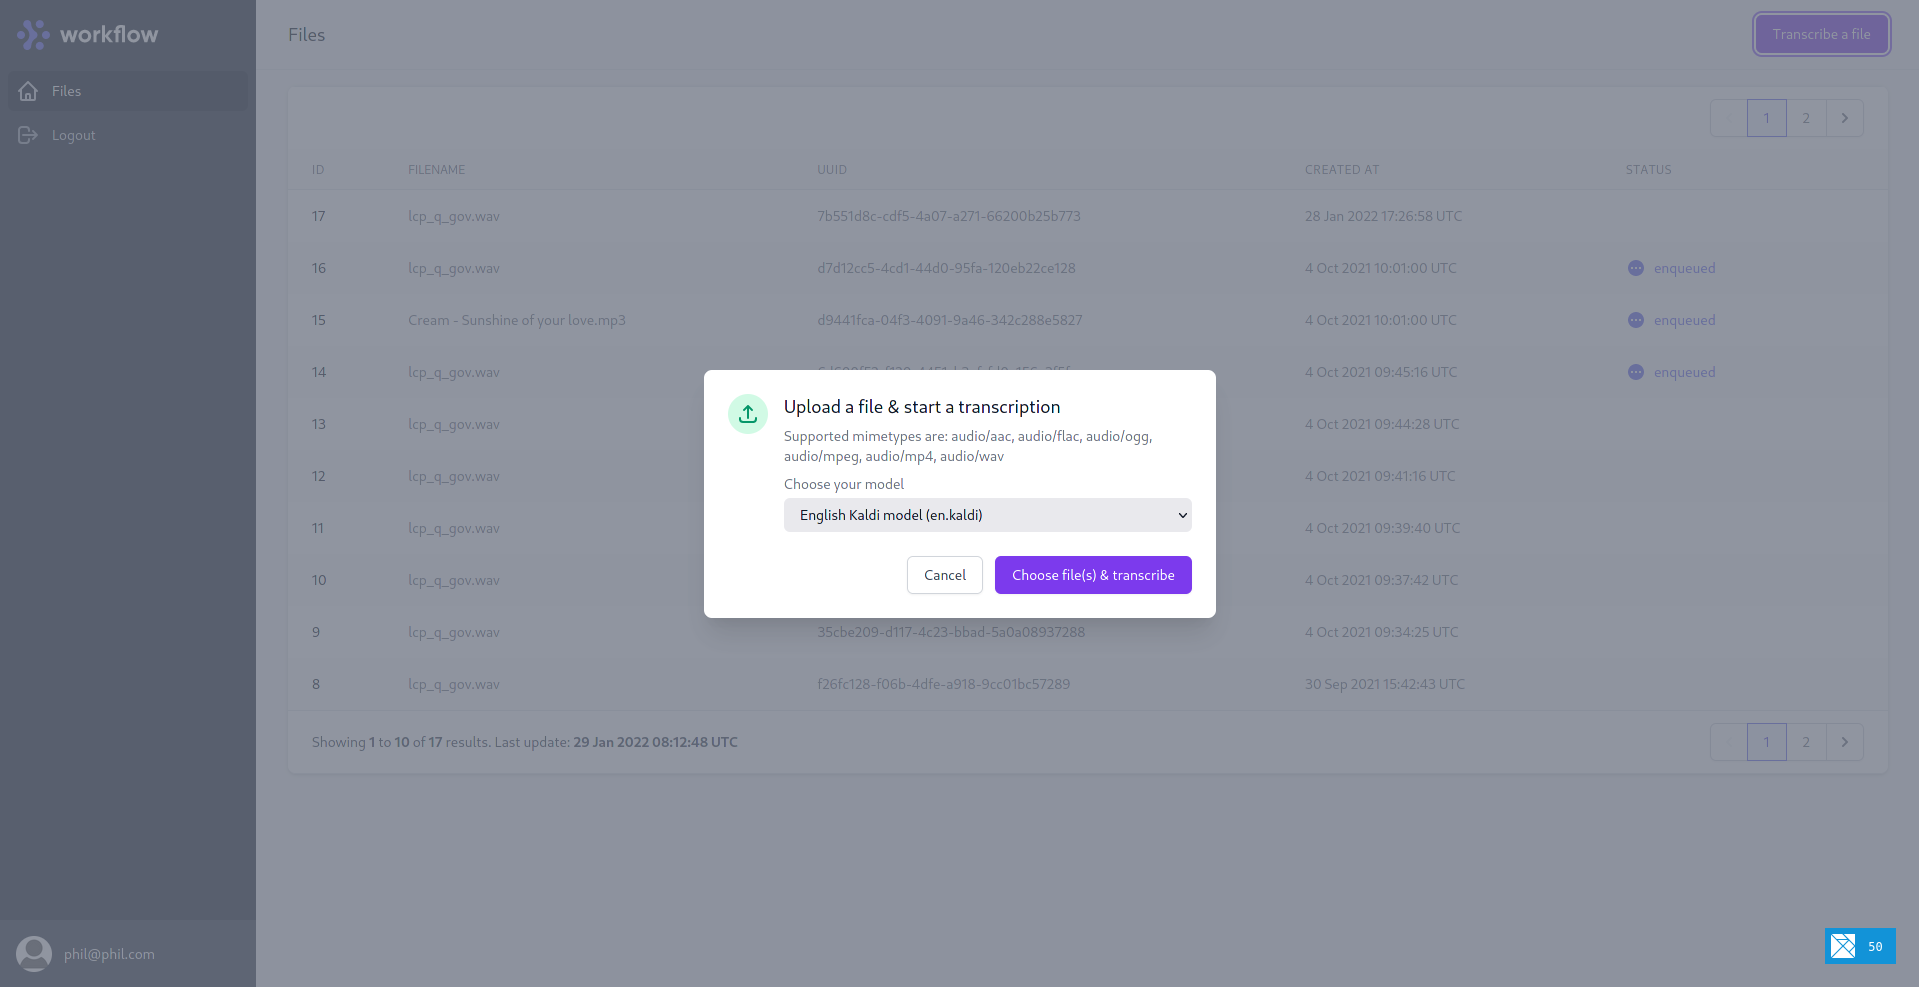 workflow
Files
Logout
phil@phil.com
Files
Transcribe a file
1 2
ID FILENAME UUID CREATED AT STATUS
17 lcp_q_gov.wav 7b551d8c-cdf5-4a07-a271-66200b25b773 28 Jan 2022 17:26:58 UTC
16 lcp_q_gov.wav d7d12cc5-4cd1-44d0-95fa-120eb22ce128 4 Oct 2021 10:01:00 UTC enqueued
15 Cream - Sunshine of your love.mp3 d9441fca-04f3-4091-9a46-342c288e5827 4 Oct 2021 10:01:00 UTC enqueued
14 lcp_q_gov.wav 4 Oct 2021 09:45:16 UTC enqueued
13 lcp_q_gov.wav 4 Oct 2021 09:44:28 UTC
12 lcp_q_gov.wav 4 Oct 2021 09:41:16 UTC
11 lcp_q_gov.wav 4 Oct 2021 09:39:40 UTC
10 lcp_q_gov.wav 4 Oct 2021 09:37:42 UTC
9 lcp_q_gov.wav 35cbe209-d117-4c23-bbad-5a0a08937288 4 Oct 2021 09:34:25 UTC
8 lcp_q_gov.wav f26fc128-f06b-4dfe-a918-9cc01bc57289 30 Sep 2021 15:42:43 UTC
Showing 1 to 10 of 17 results. Last update: 29 Jan 2022 08:12:48 UTC
1 2
Upload a file & start a transcription
Supported mimetypes are: audio/aac, audio/flac, audio/ogg,
audio/mpeg, audio/mp4, audio/wav
Choose your model
English Kaldi model (en.kaldi)
Cancel
Choose file(s) & transcribe
50